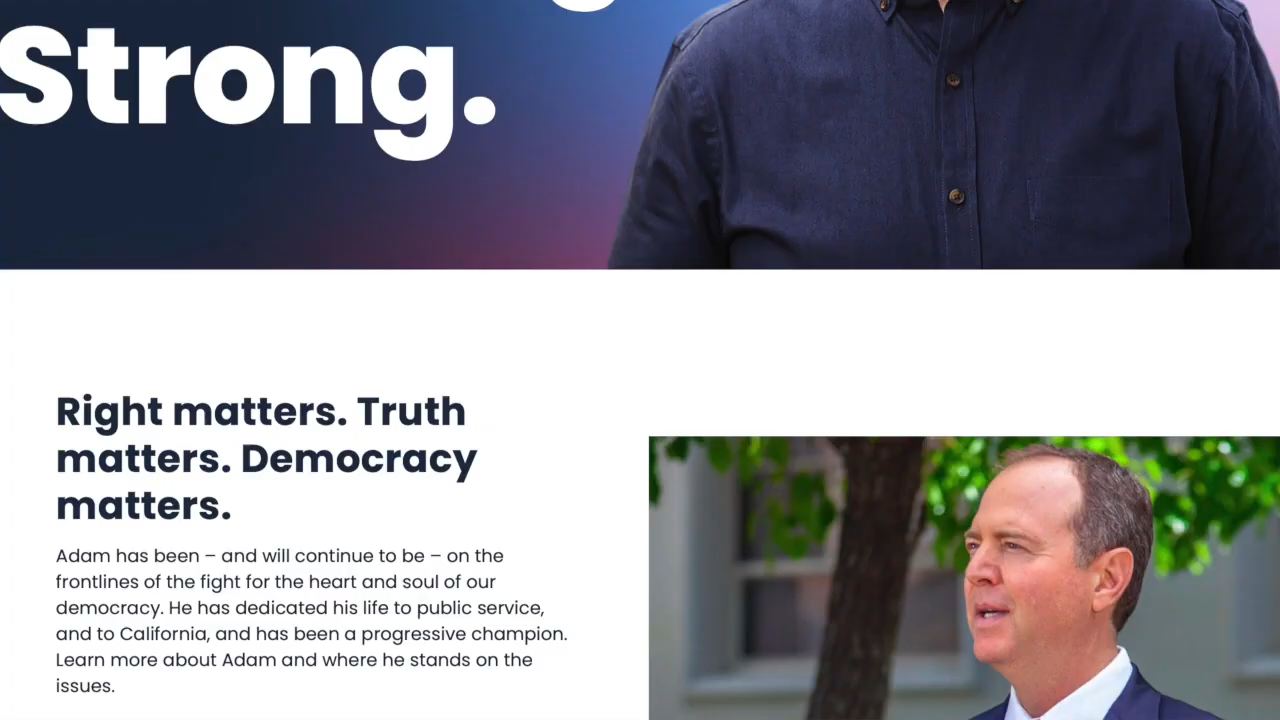 Strong.
Right matters. Truth
matters. Democracy
matters.
Adam has been – and will continue to be – on the
frontlines of the fight for the heart and soul of our
democracy. He has dedicated his life to public service,
and to California, and has been a progressive champion.
Learn more about Adam and where he stands on the
issues.